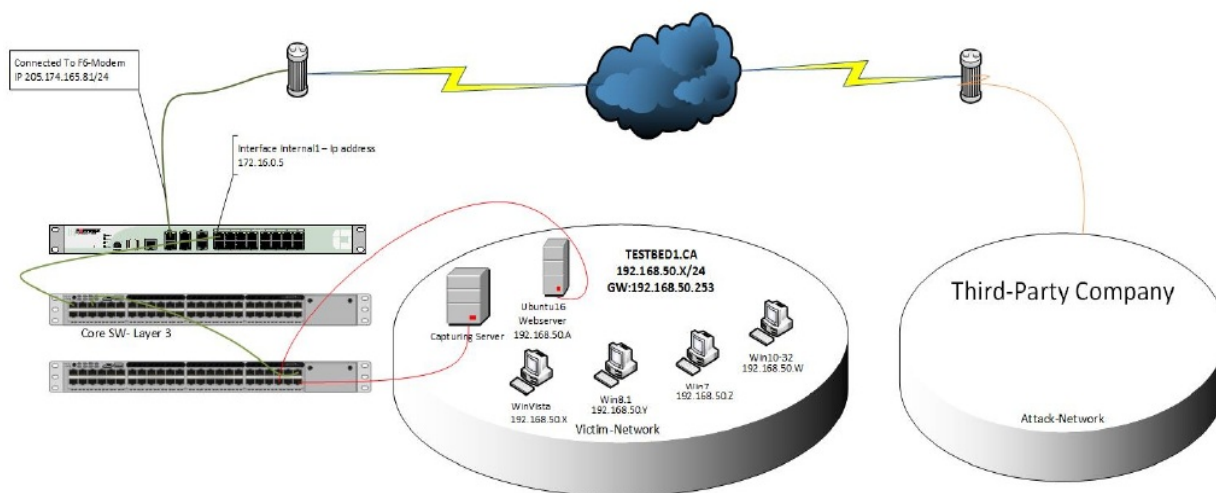 Connected To F6-Modem
IP 205.174.165.81/24
Interface Internal1– Ip address
172.16.0.5
Core SW- Layer 3
TESTBED1.CA
192.168.50.X/24
GW:192.168.50.253
Ubuntu16
Webserver
192.168.50.A
Capturing Server
WinVista
192.168.50.X
Win8.1
192.168.50.Y
Win7
192.168.50.Z
Win10-32
192.168.50.W
Victim-Network
Third-Party Company
Attack-Network